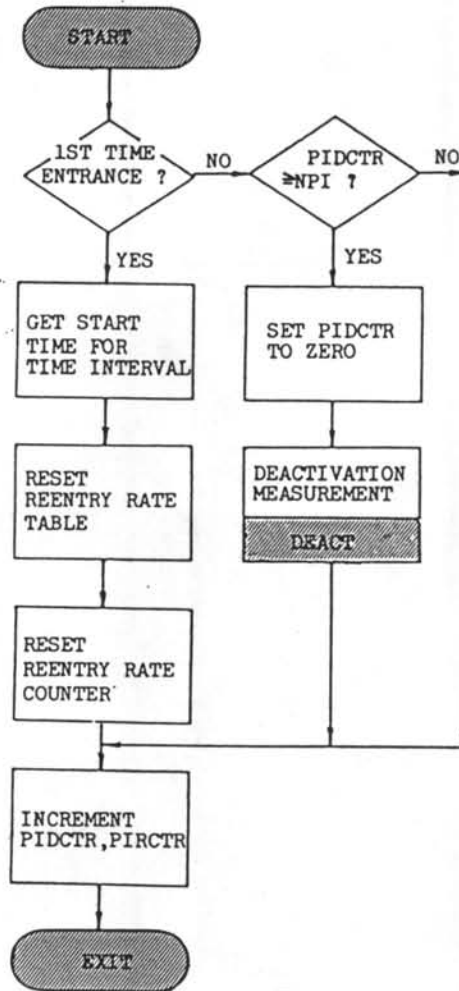 START
1ST TIME
ENTRANCE ?
NO
PIDCTR
≥NPI ?
NO
YES
YES
GET START
TIME FOR
TIME INTERVAL
SET PIDCTR
TO ZERO
RESET
REENTRY RATE
TABLE
DEACTIVATION
MEASUREMENT
DEACT
RESET
REENTRY RATE
COUNTER
INCREMENT
PIDCTR,PIRCTR
EXIT